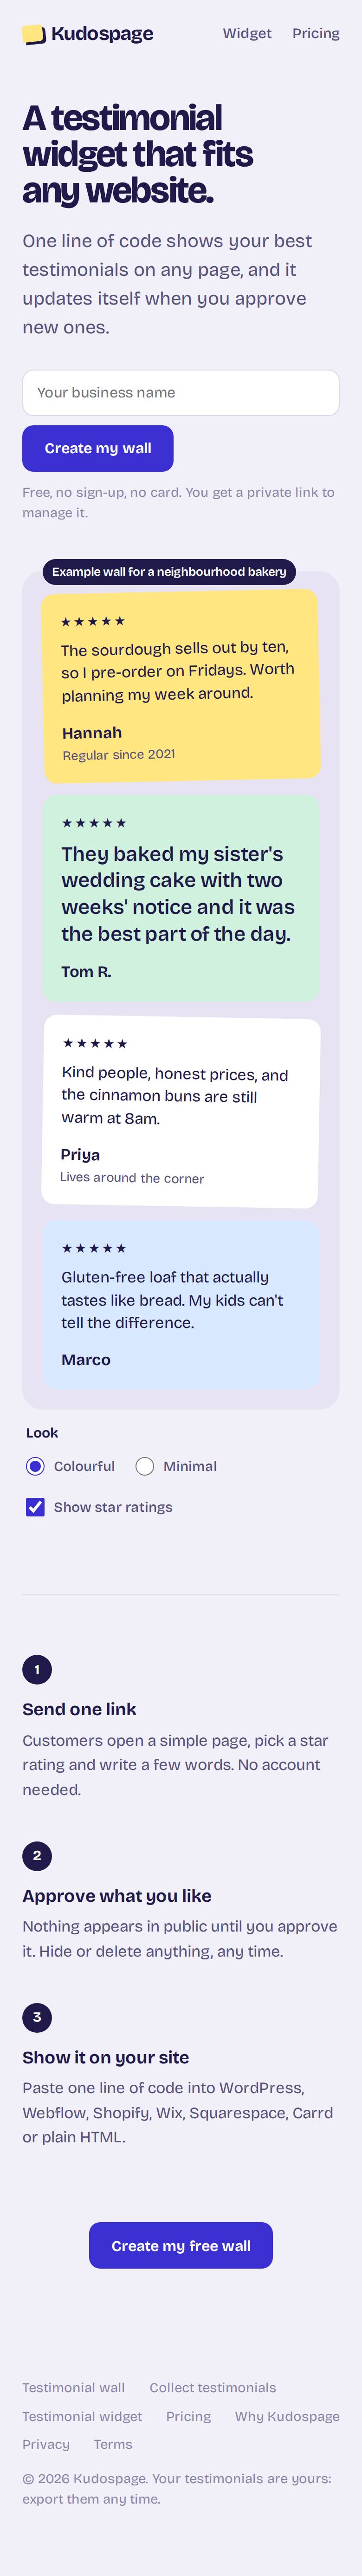 Kudospage
Widget
Pricing
A testimonial
widget that fits
any website.
One line of code shows your best
testimonials on any page, and it
updates itself when you approve
new ones.
Your business name
Create my wall
Free, no sign-up, no card. You get a private link to
manage it.
Example wall for a neighbourhood bakery
★★★★★
The sourdough sells out by ten,
so I pre-order on Fridays. Worth
planning my week around.
Hannah
Regular since 2021
★★★★★
They baked my sister's
wedding cake with two
weeks' notice and it was
the best part of the day.
Tom R.
★★★★★
Kind people, honest prices, and
the cinnamon buns are still
warm at 8am.
Priya
Lives around the corner
★★★★★
Gluten-free loaf that actually
tastes like bread. My kids can't
tell the difference.
Marco
Look
Colourful
Minimal
Show star ratings
1
Send one link
Customers open a simple page, pick a star
rating and write a few words. No account
needed.
2
Approve what you like
Nothing appears in public until you approve
it. Hide or delete anything, any time.
3
Show it on your site
Paste one line of code into WordPress,
Webflow, Shopify, Wix, Squarespace, Carrd
or plain HTML.
Create my free wall
Testimonial wall
Collect testimonials
Testimonial widget
Pricing
Why Kudospage
Privacy
Terms
© 2026 Kudospage. Your testimonials are yours:
export them any time.